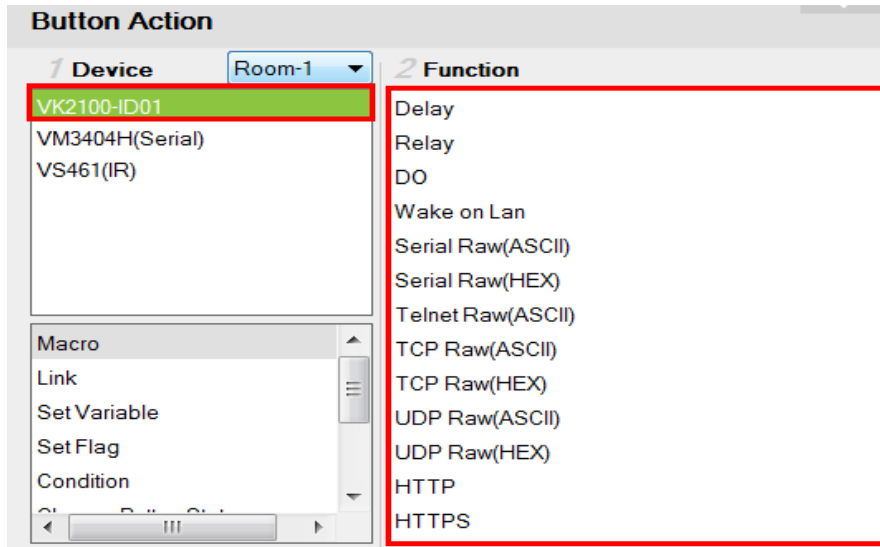 Button Action
1 Device
Room-1
2 Function
VK2100-ID01
VM3404H(Serial)
VS461(IR)
Macro
Link
Set Variable
Set Flag
Condition
Delay
Relay
DO
Wake on Lan
Serial Raw(ASCII)
Serial Raw(HEX)
Telnet Raw(ASCII)
TCP Raw(ASCII)
TCP Raw(HEX)
UDP Raw(ASCII)
UDP Raw(HEX)
HTTP
HTTPS